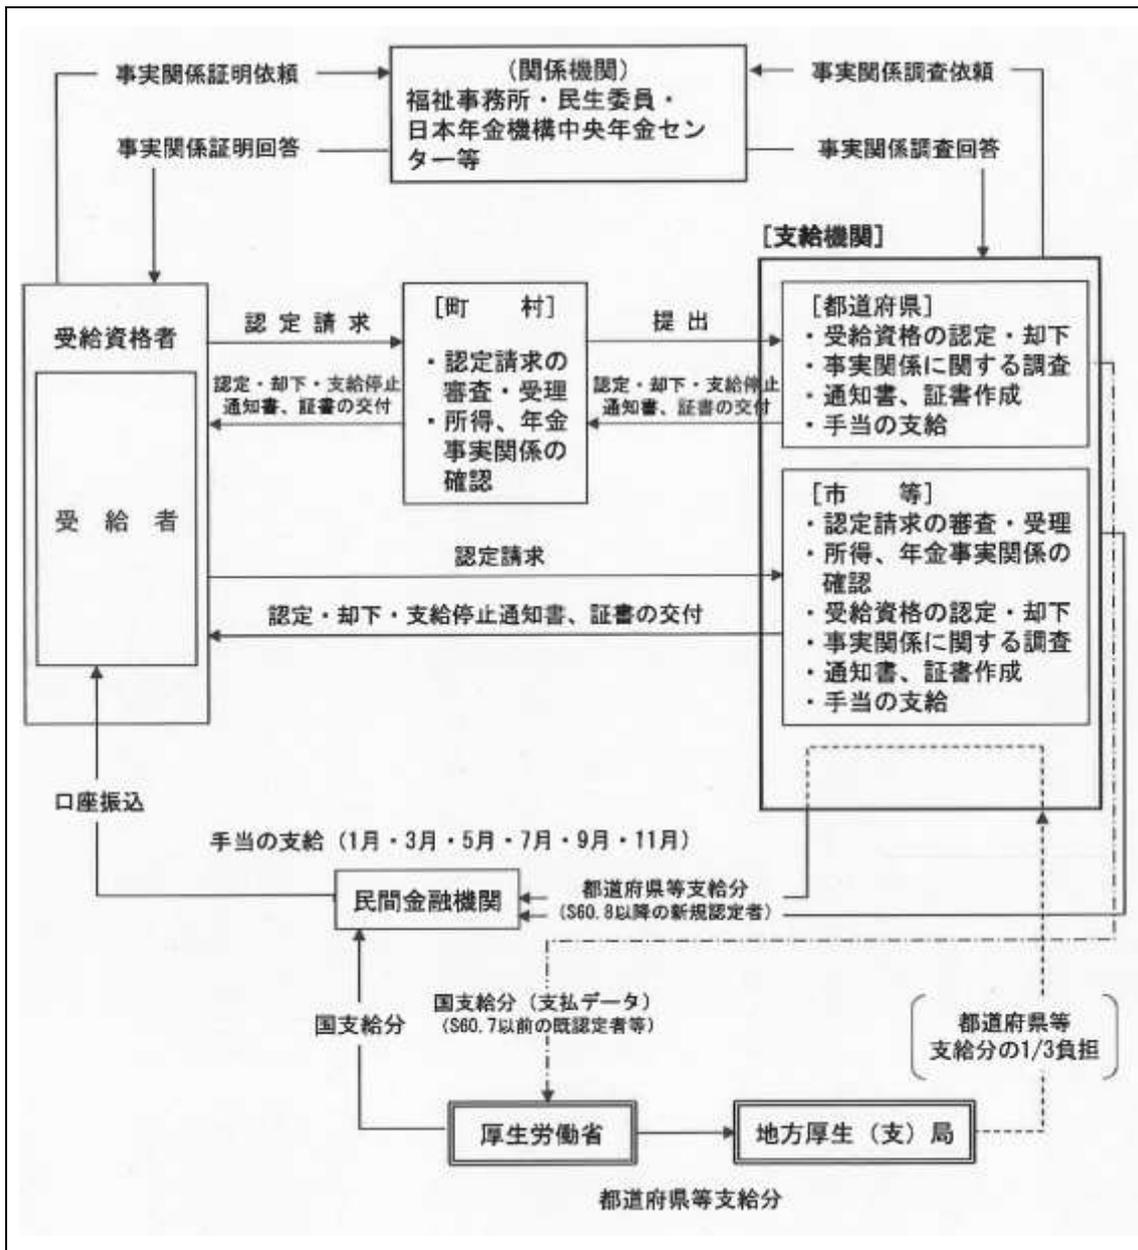 事実関係証明依頼
(関係機関)
福祉事務所・民生委員・
日本年金機構中央年金セン
ター等
事実関係調査依頼
事実関係証明回答
事実関係調査回答
[支給機関]
受給資格者
受給者
認定請求
認定・却下・支給停止
通知書、証書の交付
[町 村]
・認定請求の
審査・受理
・所得、年金
事実関係の
確認
提出
認定・却下・支給停止
通知書、証書の交付
[都道府県]
・受給資格の認定・却下
・事実関係に関する調査
・通知書、証書作成
・手当の支給
認定請求
認定・却下・支給停止通知書、証書の交付
[市 等]
・認定請求の審査・受理
・所得、年金事実関係の
確認
・受給資格の認定・却下
・事実関係に関する調査
・通知書、証書作成
・手当の支給
口座振込
手当の支給(1月・3月・5月・7月・9月・11月)
民間金融機関
都道府県等支給分
(S60.8以降の新規認定者)
国支給分
国支給分(支払データ)
(S60.7以前の既認定者等)
都道府県等
支給分の1/3負担
厚生労働省
地方厚生(支)局
都道府県等支給分